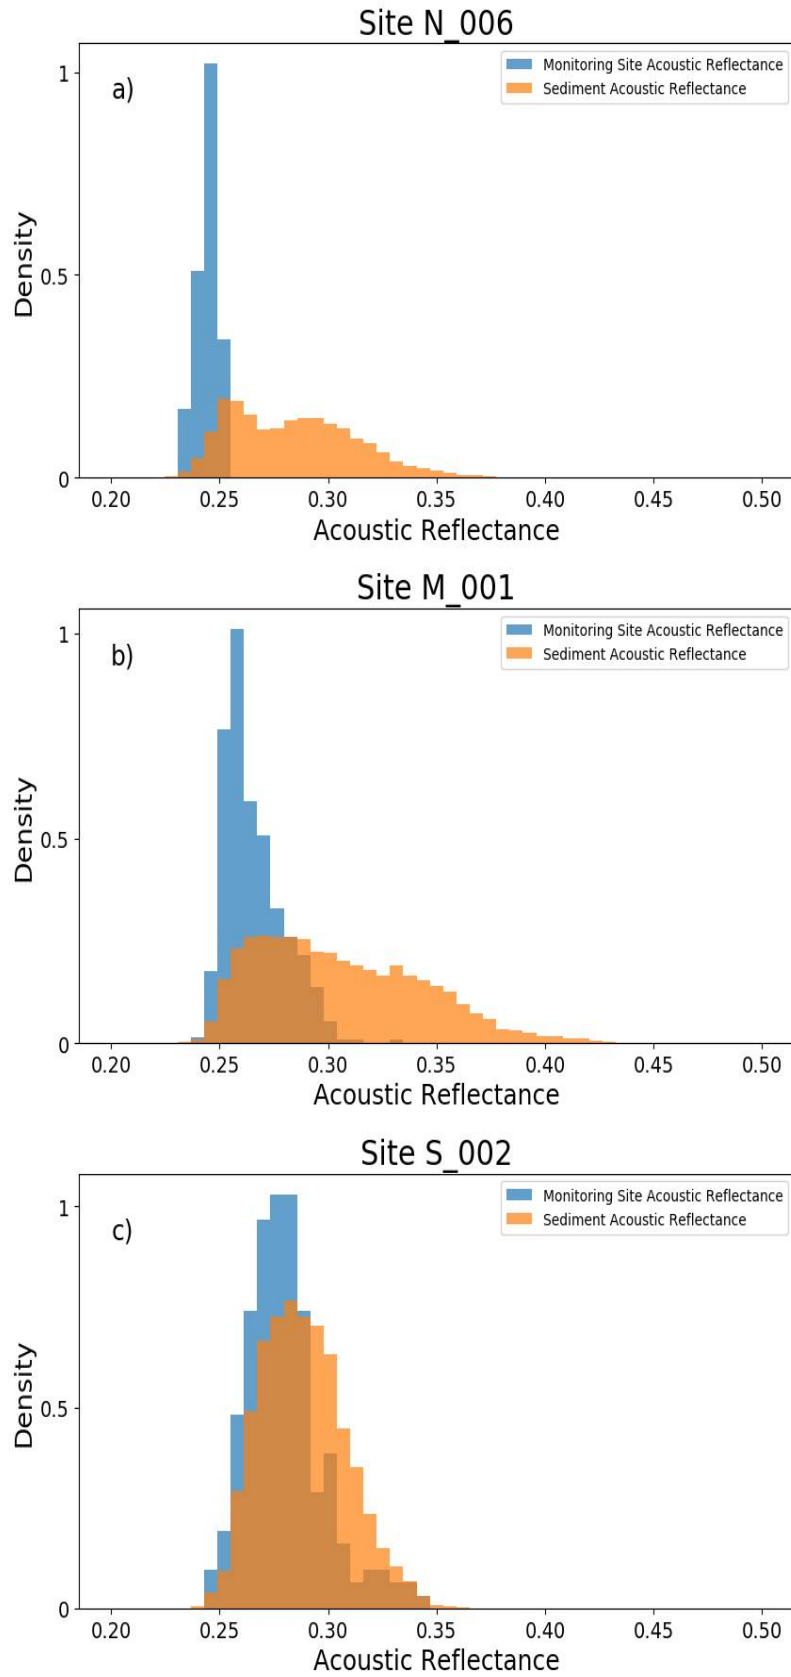 Site N_006
a)
Monitoring Site Acoustic Reflectance
Sediment Acoustic Reflectance
1
0.5
0
Density
0.20 0.25 0.30 0.35 0.40 0.45 0.50
Acoustic Reflectance
Site M_001
b)
Monitoring Site Acoustic Reflectance
Sediment Acoustic Reflectance
1
0.5
0
Density
0.20 0.25 0.30 0.35 0.40 0.45 0.50
Acoustic Reflectance
Site S_002
c)
Monitoring Site Acoustic Reflectance
Sediment Acoustic Reflectance
1
0.5
0
Density
0.20 0.25 0.30 0.35 0.40 0.45 0.50
Acoustic Reflectance